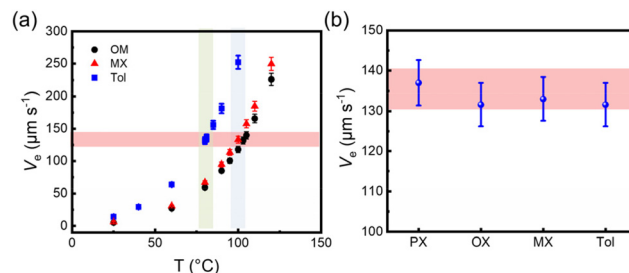 (a)
300
250
200
150
100
50
0
Vₑ (μm s⁻¹)
OM
MX
Tol
0 50 100 150
T (°C)
(b)
150
140
130
120
110
100
Vₑ (μm s⁻¹)
PX OX MX Tol